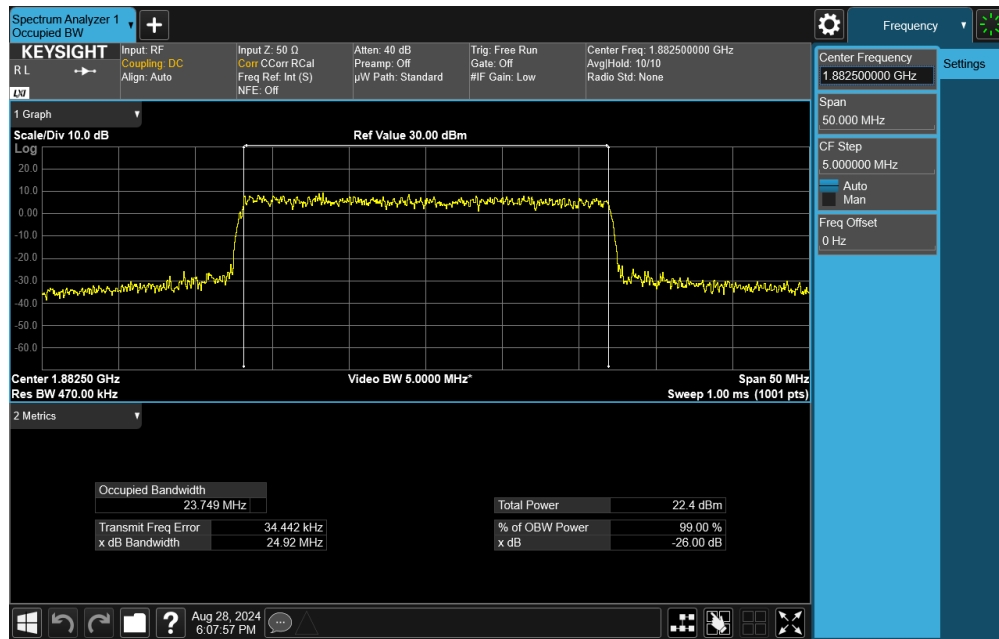 Spectrum Analyzer 1
Occupied BW
+
Frequency
KEYSIGHT
R L
LXI
Input: RF
Coupling: DC
Align: Auto
Input Z: 50 Ω
Corr CCorr RCal
Freq Ref: Int (S)
NFE: Off
Atten: 40 dB
Preamp: Off
µW Path: Standard
Trig: Free Run
Gate: Off
#IF Gain: Low
Center Freq: 1.882500000 GHz
Avg|Hold: 10/10
Radio Std: None
Center Frequency
1.882500000 GHz
Settings
Span
50.000 MHz
CF Step
5.000000 MHz
Auto
Man
Freq Offset
0 Hz
1 Graph
Scale/Div 10.0 dB
Ref Value 30.00 dBm
Log
20.0
10.0
0.00
-10.0
-20.0
-30.0
-40.0
-50.0
-60.0
Center 1.88250 GHz
Video BW 5.0000 MHz*
Span 50 MHz
Res BW 470.00 kHz
Sweep 1.00 ms (1001 pts)
2 Metrics
Occupied Bandwidth
23.749 MHz
Total Power 22.4 dBm
Transmit Freq Error 34.442 kHz
% of OBW Power 99.00 %
x dB Bandwidth 24.92 MHz
x dB -26.00 dB
?
Aug 28, 2024
6:07:57 PM